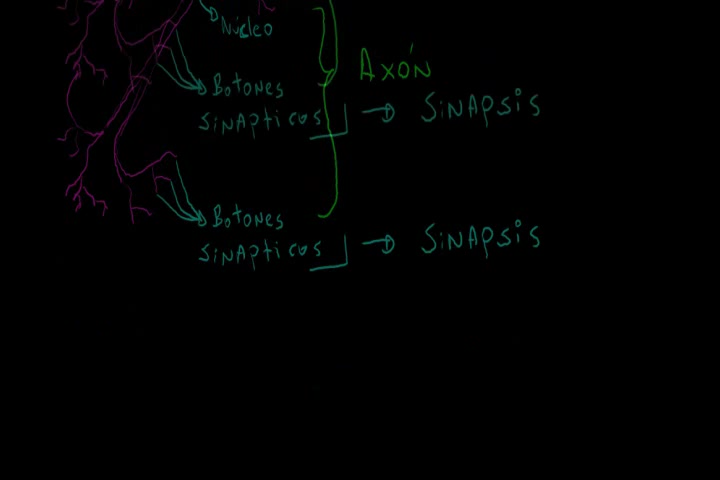 Núcleo
Axón
Botones
Sinápticos → Sinapsis
Botones
Sinápticos → Sinapsis